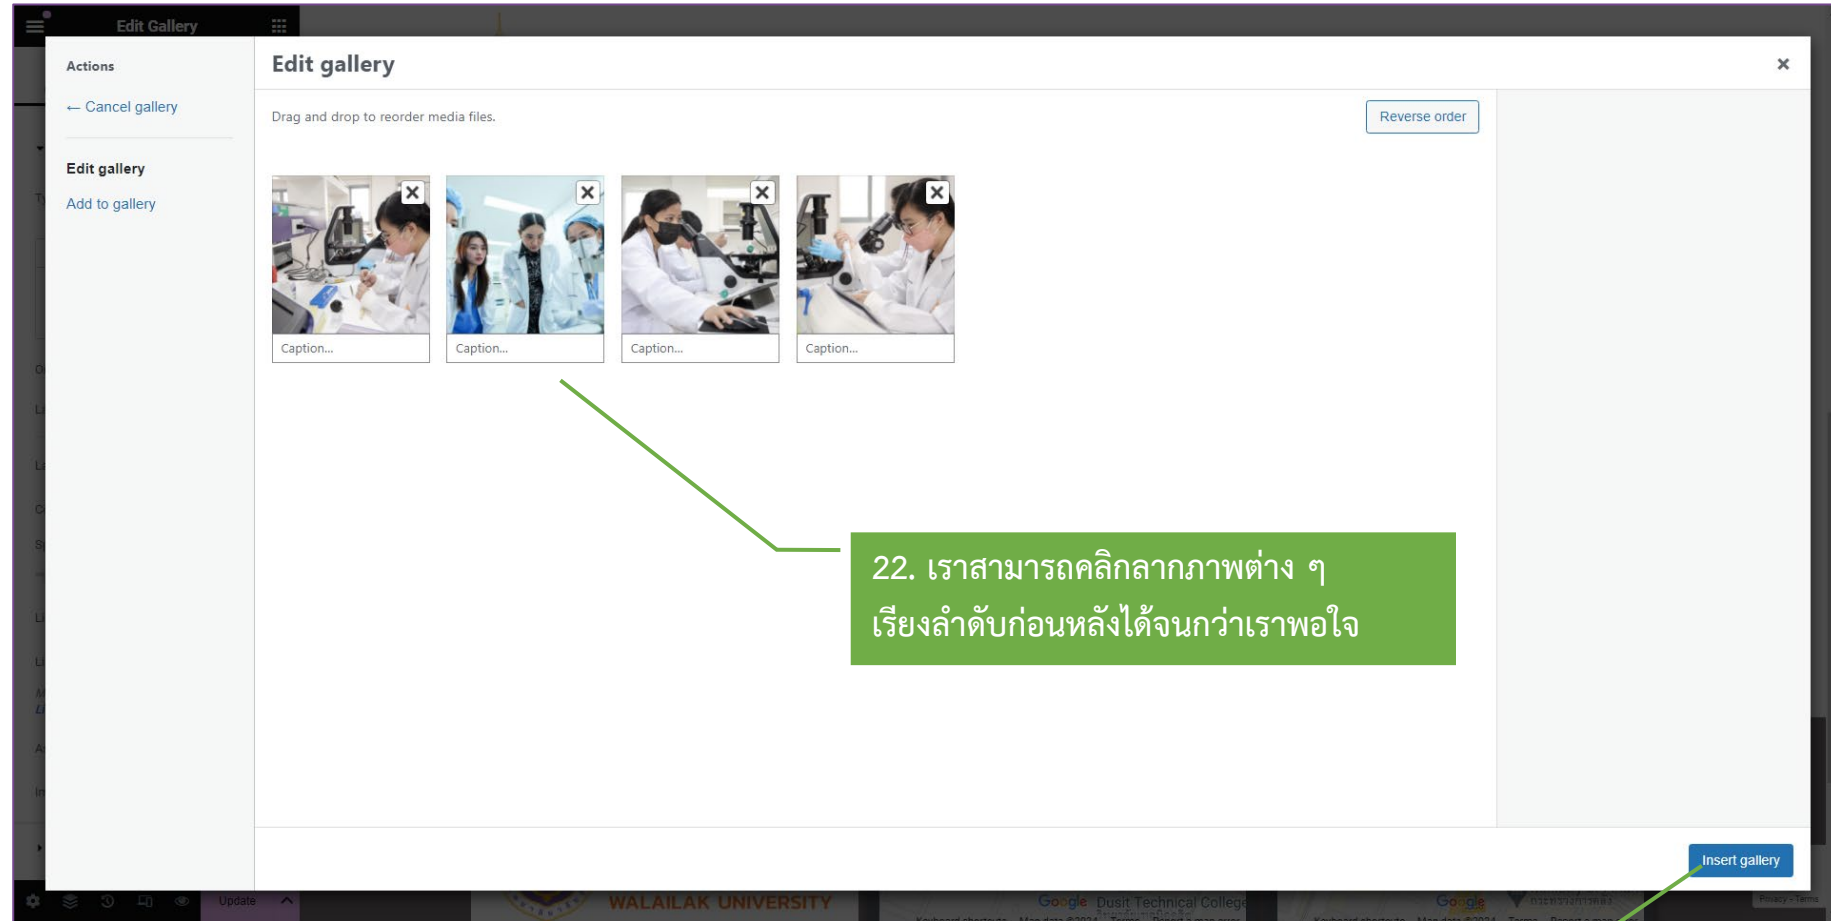 Edit Gallery
Actions
Edit gallery
← Cancel gallery
Drag and drop to reorder media files.
Reverse order
Edit gallery
Add to gallery
Caption...
Caption...
Caption...
Caption...
22. เราสามารถคลิกลากภาพต่าง ๆ
เรียงลำดับก่อนหลังได้จนกว่าเราพอใจ
Insert gallery
Update
WALAILAK UNIVERSITY
Google
Dusit Technical College
Google
Privacy - Terms